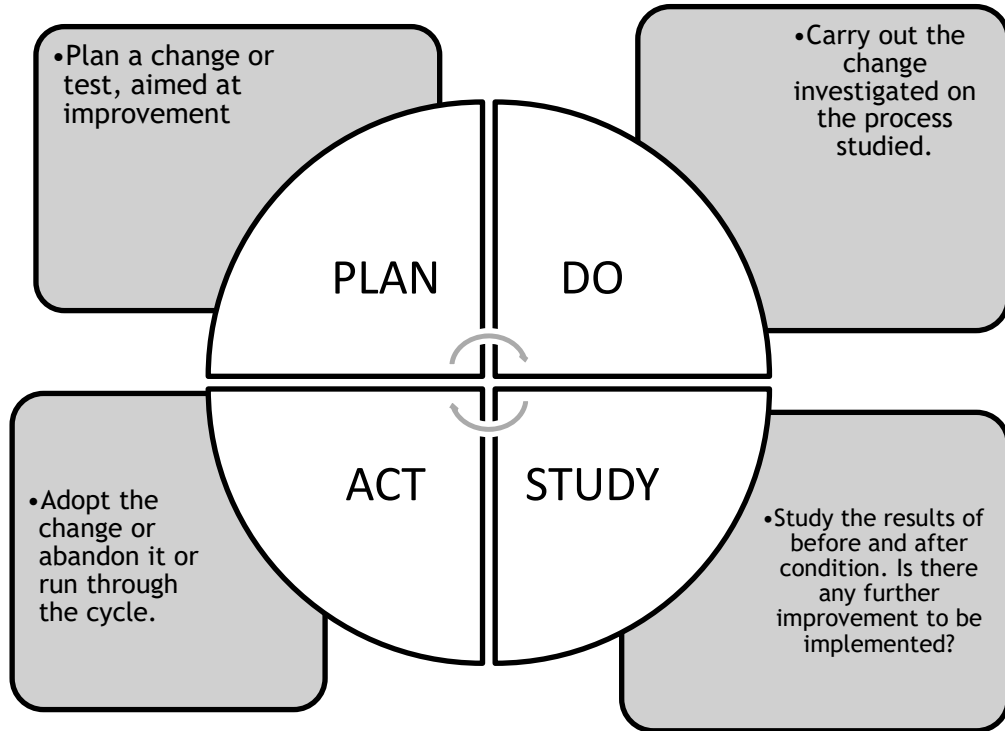 •Plan a change or
test, aimed at
improvement
•Carry out the
change
investigated on
the process
studied.
PLAN
DO
ACT
STUDY
•Adopt the
change or
abandon it or
run through
the cycle.
•Study the results of
before and after
condition. Is there
any further
improvement to be
implemented?